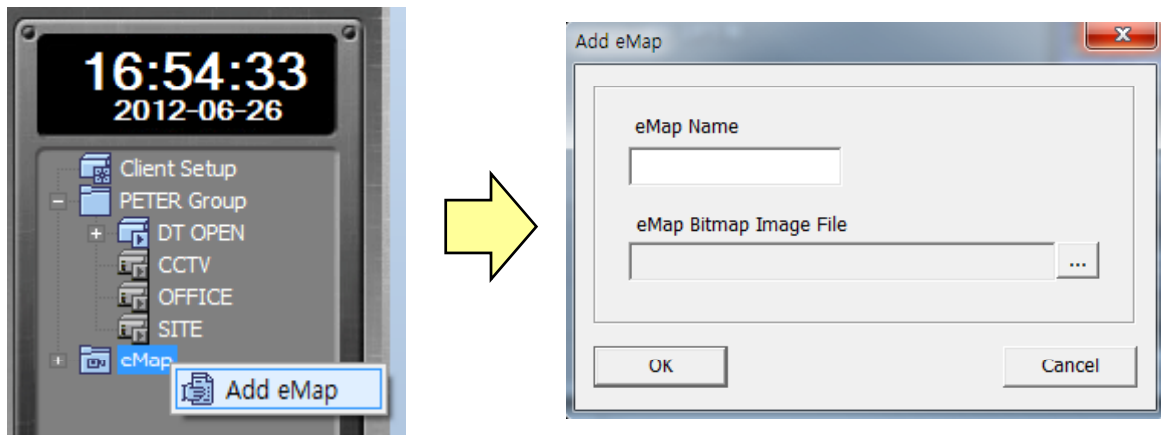 16:54:33
2012-06-26
Client Setup
PETER Group
DT OPEN
CCTV
OFFICE
SITE
eMap
Add eMap
Add eMap
eMap Name
eMap Bitmap Image File
...
OK
Cancel